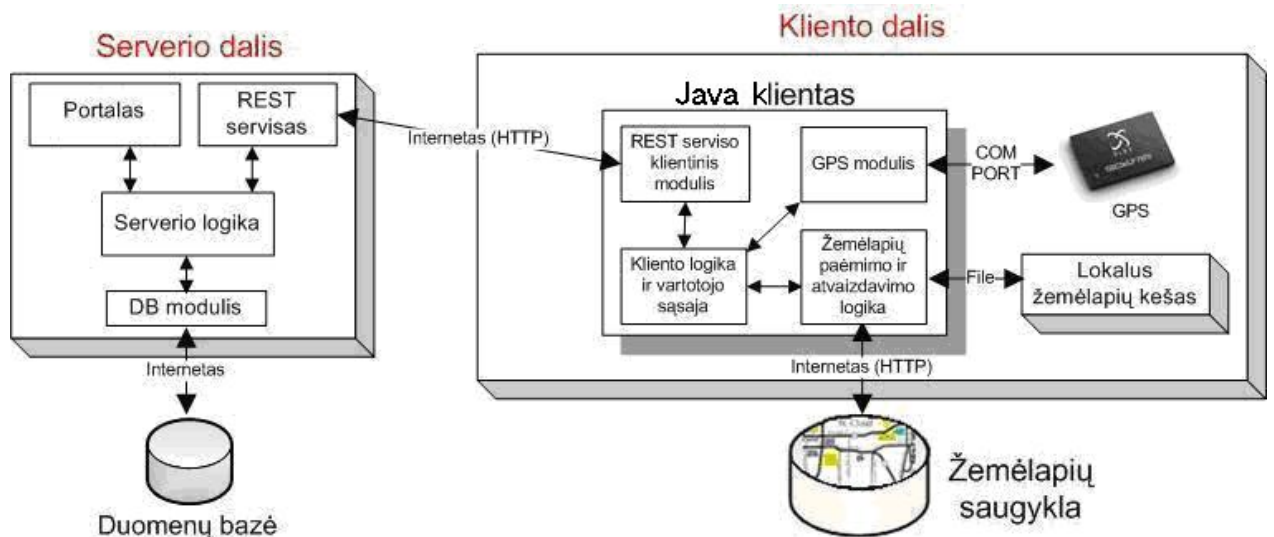 Serverio dalis
Portalas
REST
servisas
Serverio logika
DB modulis
Internetas
Duomenų bazė
Internetas (HTTP)
Kliento dalis
Java klientas
REST serviso
klientinis
modulis
GPS modulis
COM
PORT
GPS
Kliento logika
ir vartotojo
sąsaja
Žemėlapių
paėmimo ir
atvaizdavimo
logika
File
Lokalus
žemėlapių kešas
Internetas (HTTP)
Žemėlapių
saugykla